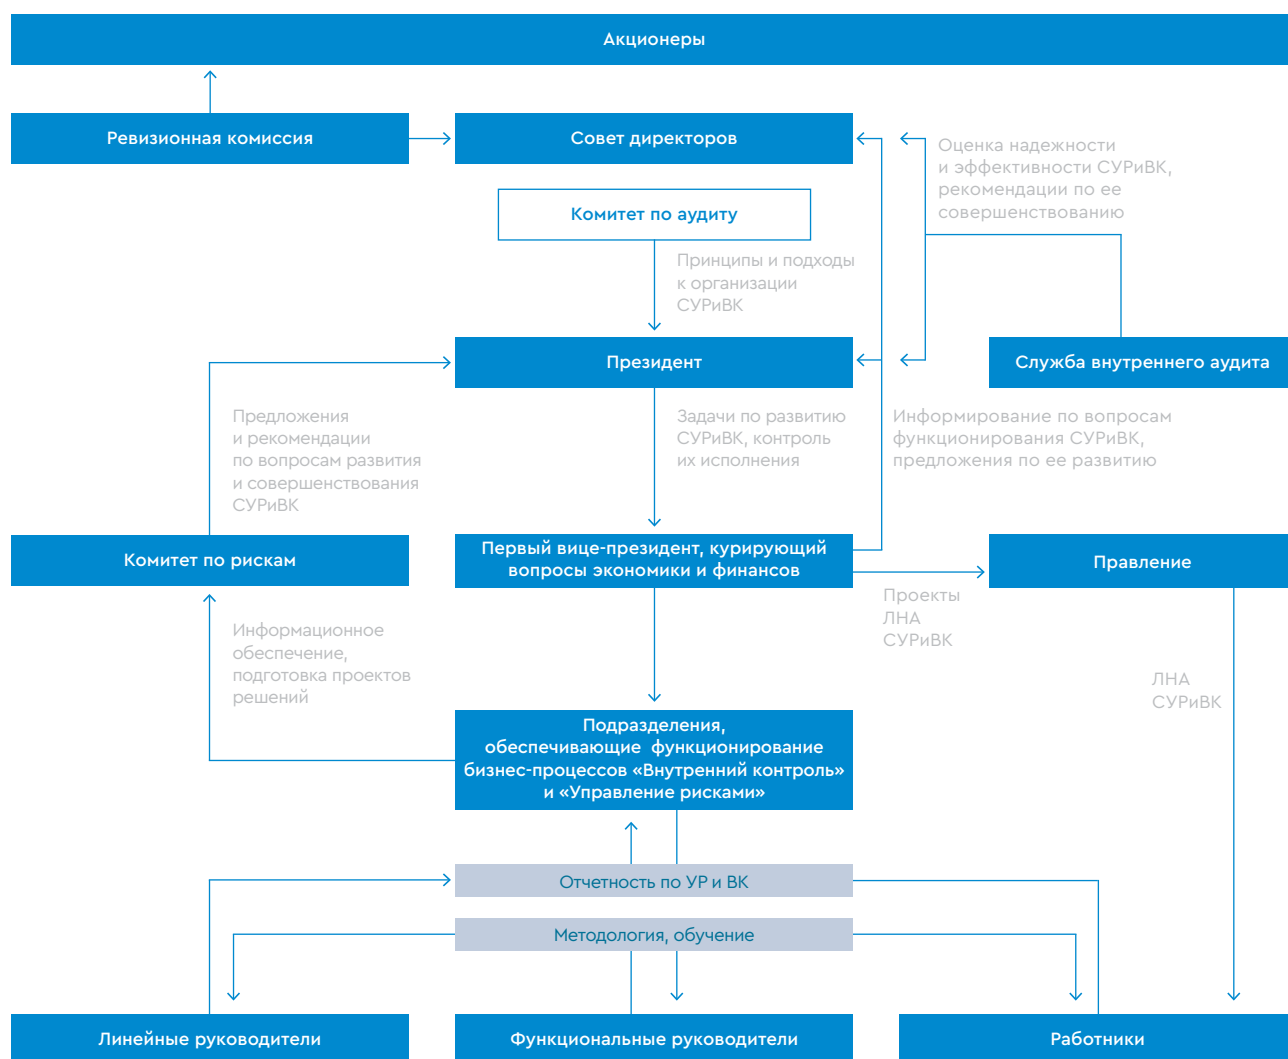 Акционеры
Ревизионная комиссия
Совет директоров
Оценка надежности
и эффективности СУРиВК,
рекомендации по ее
совершенствованию
Комитет по аудиту
Принципы и подходы
к организации
СУРиВК
Президент
Служба внутреннего аудита
Предложения
и рекомендации
по вопросам развития
и совершенствования
СУРиВК
Задачи по развитию
СУРиВК, контроль
их исполнения
Информирование по вопросам
функционирования СУРиВК,
предложения по ее развитию
Комитет по рискам
Первый вице-президент, курирующий
вопросы экономики и финансов
Правление
Проекты
ЛНА
СУРиВК
Информационное
обеспечение,
подготовка проектов
решений
ЛНА
СУРиВК
Подразделения,
обеспечивающие функционирование
бизнес-процессов «Внутренний контроль»
и «Управление рисками»
Отчетность по УР и ВК
Методология, обучение
Линейные руководители
Функциональные руководители
Работники